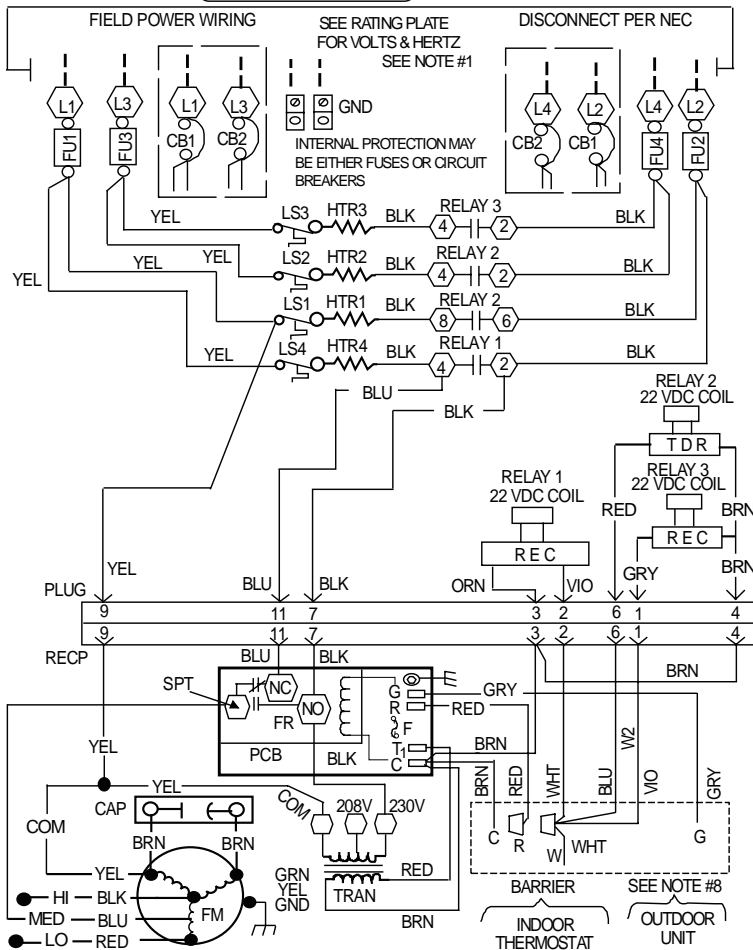 FIELD POWER WIRING
SEE RATING PLATE
FOR VOLTS & HERTZ
SEE NOTE #1
DISCONNECT PER NEC
L1 L3 L1 L3 GND L4 L2 L4 L2
FU1 FU3 CB1 CB2 CB2 CB1 FU4 FU2
INTERNAL PROTECTION MAY
BE EITHER FUSES OR CIRCUIT
BREAKERS
YEL LS3 HTR3 BLK 4 RELAY 3 2 BLK
YEL LS2 HTR2 BLK 4 RELAY 2 2 BLK
YEL YEL LS1 HTR1 BLK 8 RELAY 2 6 BLK
YEL LS4 HTR4 BLK 4 RELAY 1 2 BLK
BLU
BLK
RELAY 2
22 VDC COIL
TDR
RELAY 3
22 VDC COIL
REC
RED BRN
GRY BRN
RELAY 1
22 VDC COIL
REC
ORN VIO
YEL BLU BLK
PLUG
9 11 7 3 2 6 1 4
9 11 7 3 2 6 1 4
RECP
BLU BLK BRN
SPT NC NO FR PCB BLK
G R F T1 C
GRY
RED
BRN
YEL
BRN RED WHT BLU W2 VIO GRY
YEL
CAP
COM
BRN BRN
COM 208V 230V
YEL
HI BLK
MED BLU
LO RED
FM
GRN
YEL
GND
TRAN
RED
BRN
C R W WHT G
BARRIER
INDOOR
THERMOSTAT
SEE NOTE #8
OUTDOOR
UNIT